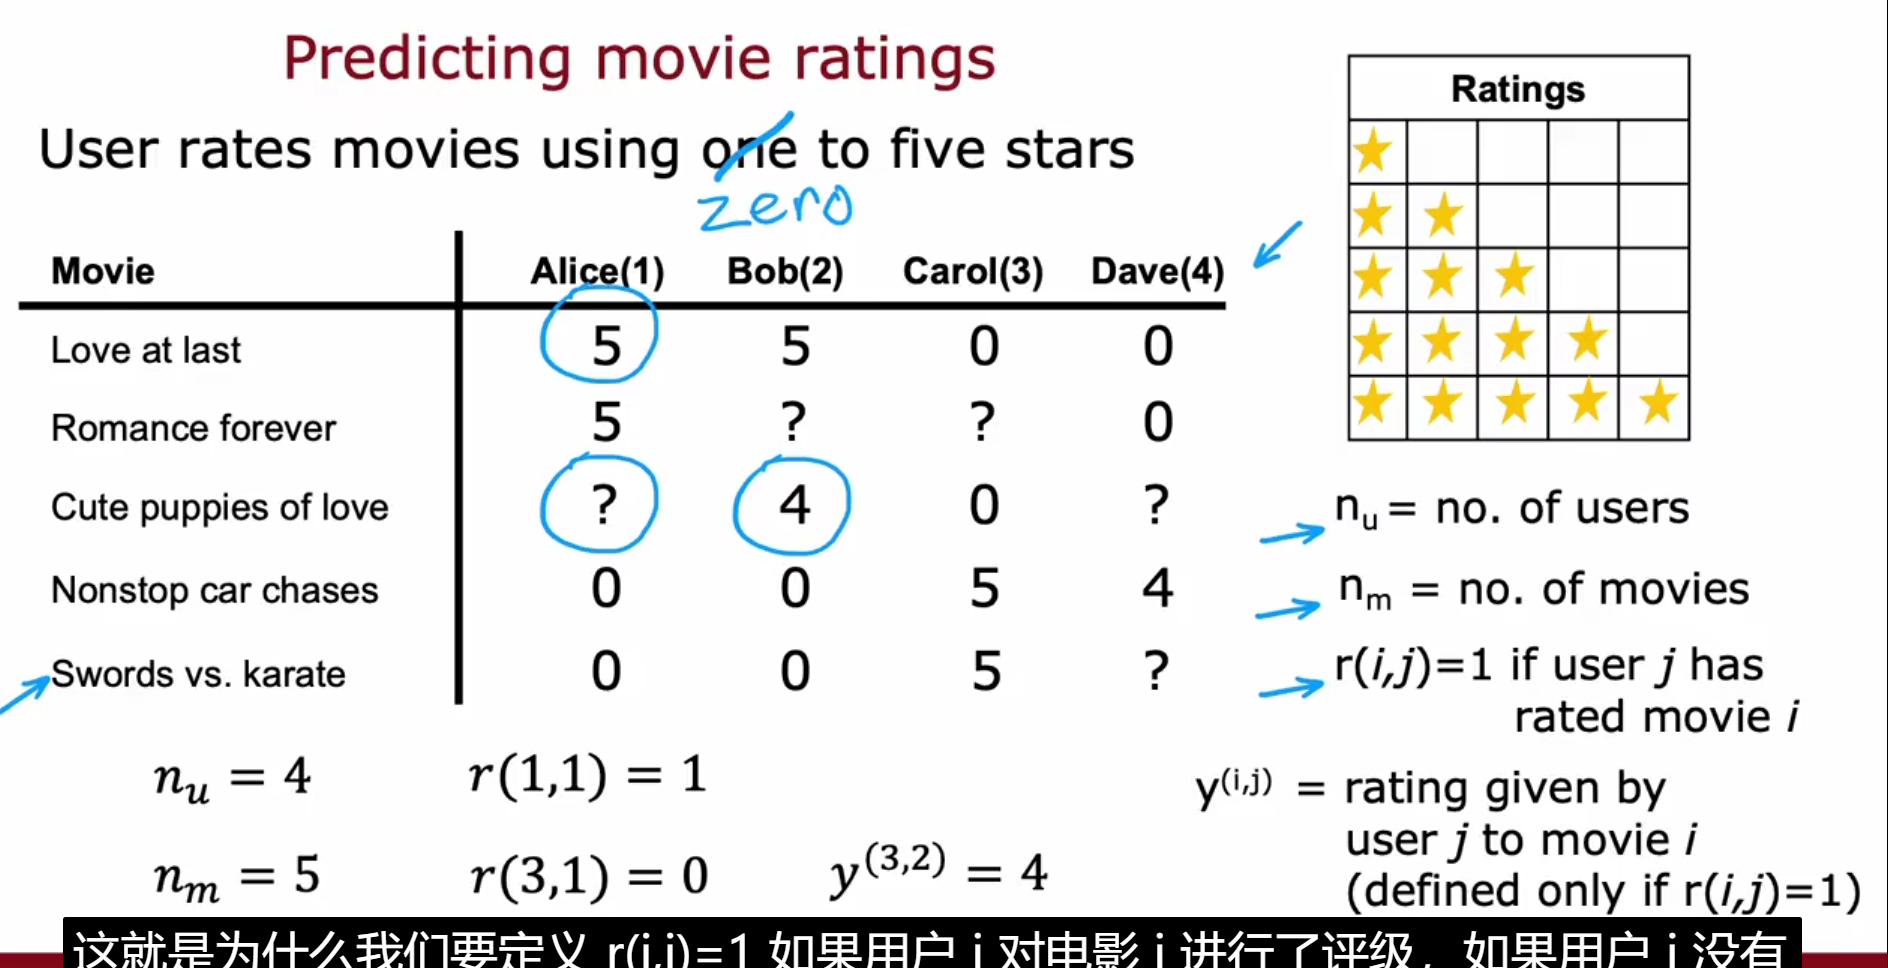 Predicting movie ratings
User rates movies using one to five stars
zero
Ratings
Movie Alice(1) Bob(2) Carol(3) Dave(4)
Love at last 5 5 0 0
Romance forever 5 ? ? 0
Cute puppies of love ? 4 0 ?
Nonstop car chases 0 0 5 4
Swords vs. karate 0 0 5 ?
nᵤ = no. of users
nₘ = no. of movies
r(i,j)=1 if user j has
rated movie i
y⁽ⁱ,ʲ⁾ = rating given by
user j to movie i
(defined only if r(i,j)=1)
nᵤ = 4 r(1,1) = 1
nₘ = 5 r(3,1) = 0 y⁽³,²⁾ = 4
这就是为什么我们要定义 r(i,j)=1 如果用户 j 对电影 i 进行了评级，如果用户 j 没有